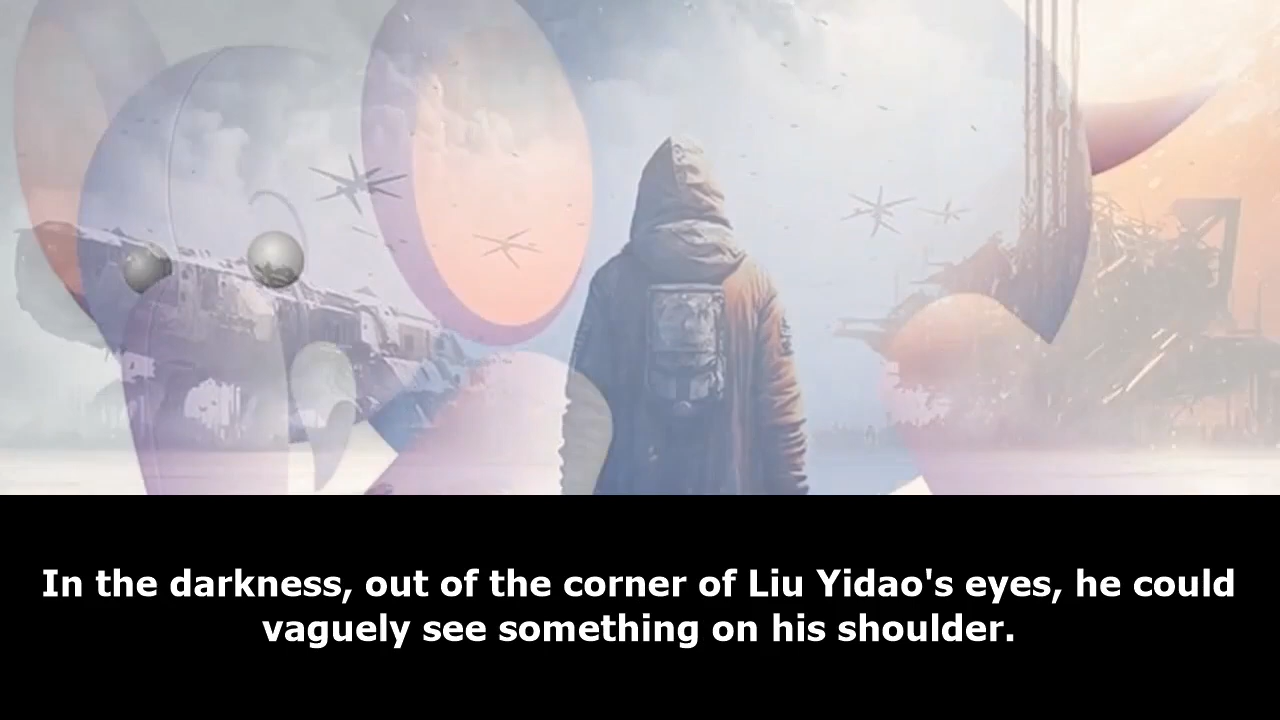 In the darkness, out of the corner of Liu Yidao's eyes, he could
vaguely see something on his shoulder.